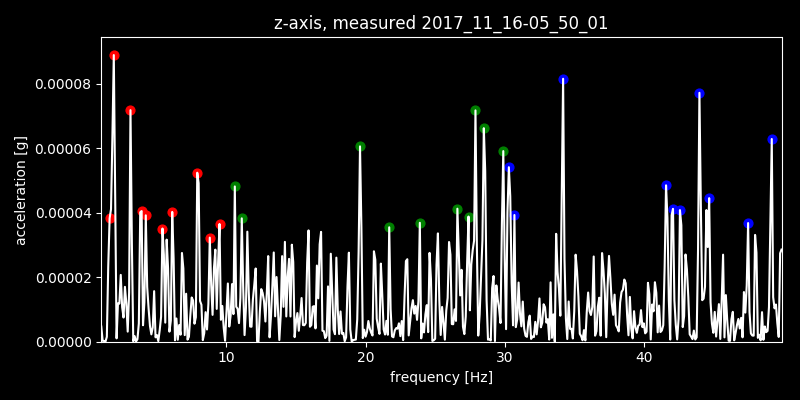 z-axis, measured 2017_11_16-05_50_01
0.00008
0.00006
0.00004
0.00002
0.00000
acceleration [g]
10 20 30 40
frequency [Hz]